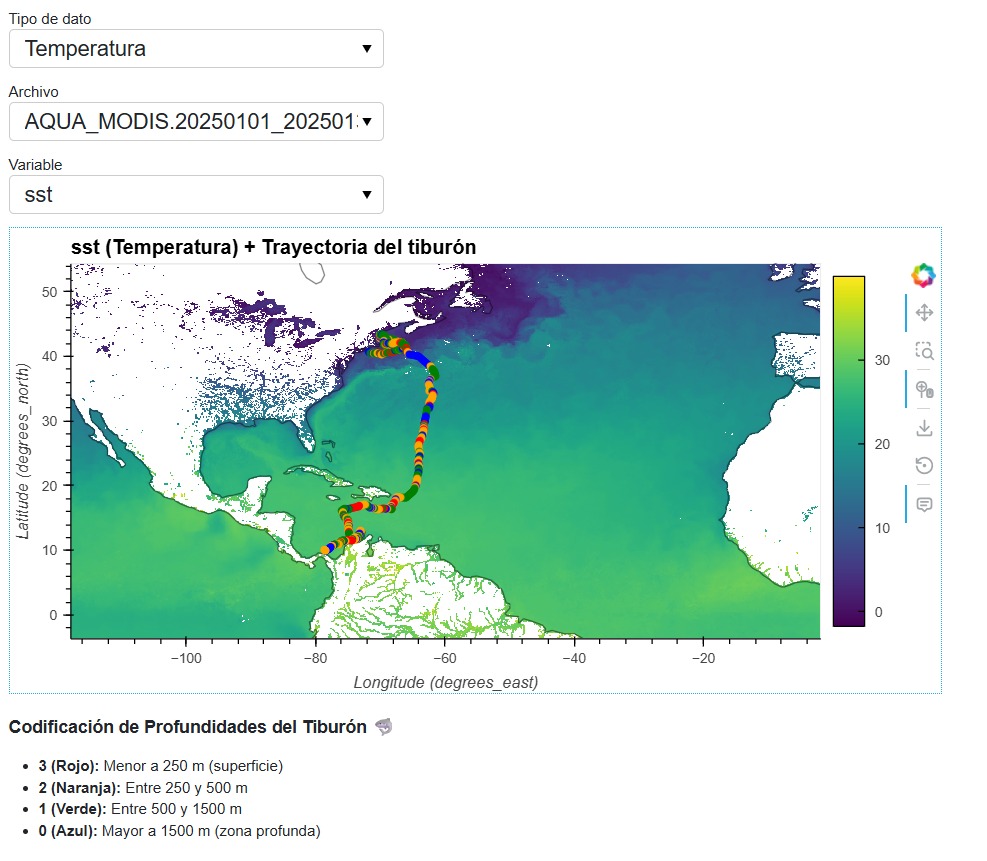 Tipo de dato
Temperatura
Archivo
AQUA_MODIS.20250101_202501
Variable
sst
sst (Temperatura) + Trayectoria del tiburón
50
40
30
20
10
0
Latitude (degrees_north)
−100
−80
−60
−40
−20
Longitude (degrees_east)
30
20
10
0
Codificación de Profundidades del Tiburón
• 3 (Rojo): Menor a 250 m (superficie)
• 2 (Naranja): Entre 250 y 500 m
• 1 (Verde): Entre 500 y 1500 m
• 0 (Azul): Mayor a 1500 m (zona profunda)